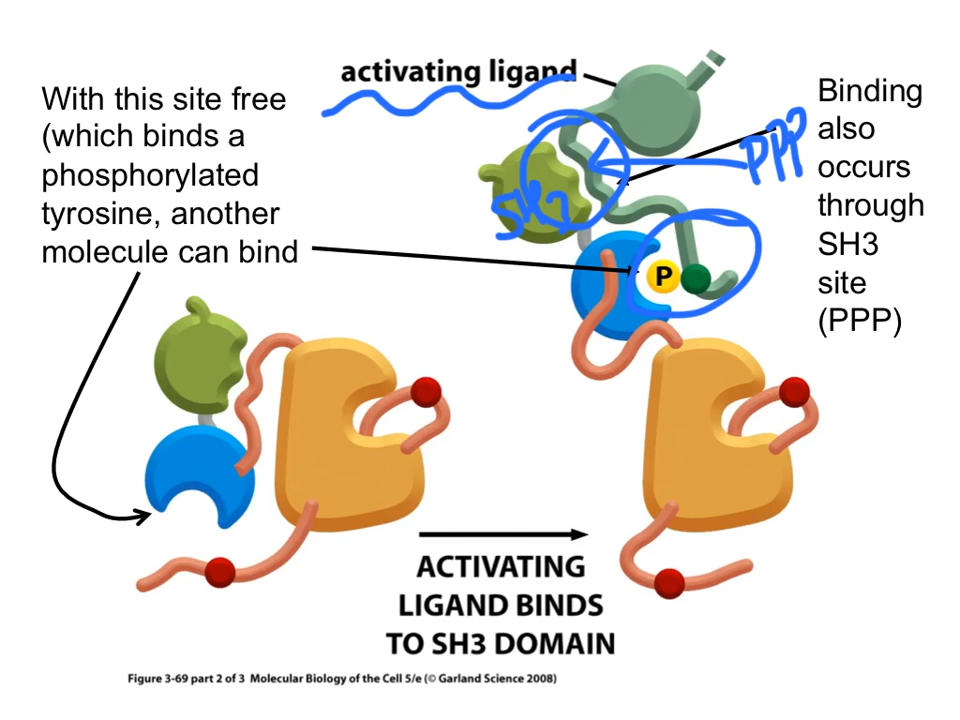 activating ligand
With this site free
(which binds a
phosphorylated
tyrosine, another
molecule can bind
Binding
also
occurs
through
SH3
site
(PPP)
PPP
SH2
P
ACTIVATING
LIGAND BINDS
TO SH3 DOMAIN
Figure 3-69 part 2 of 3 Molecular Biology of the Cell 5/e (© Garland Science 2008)